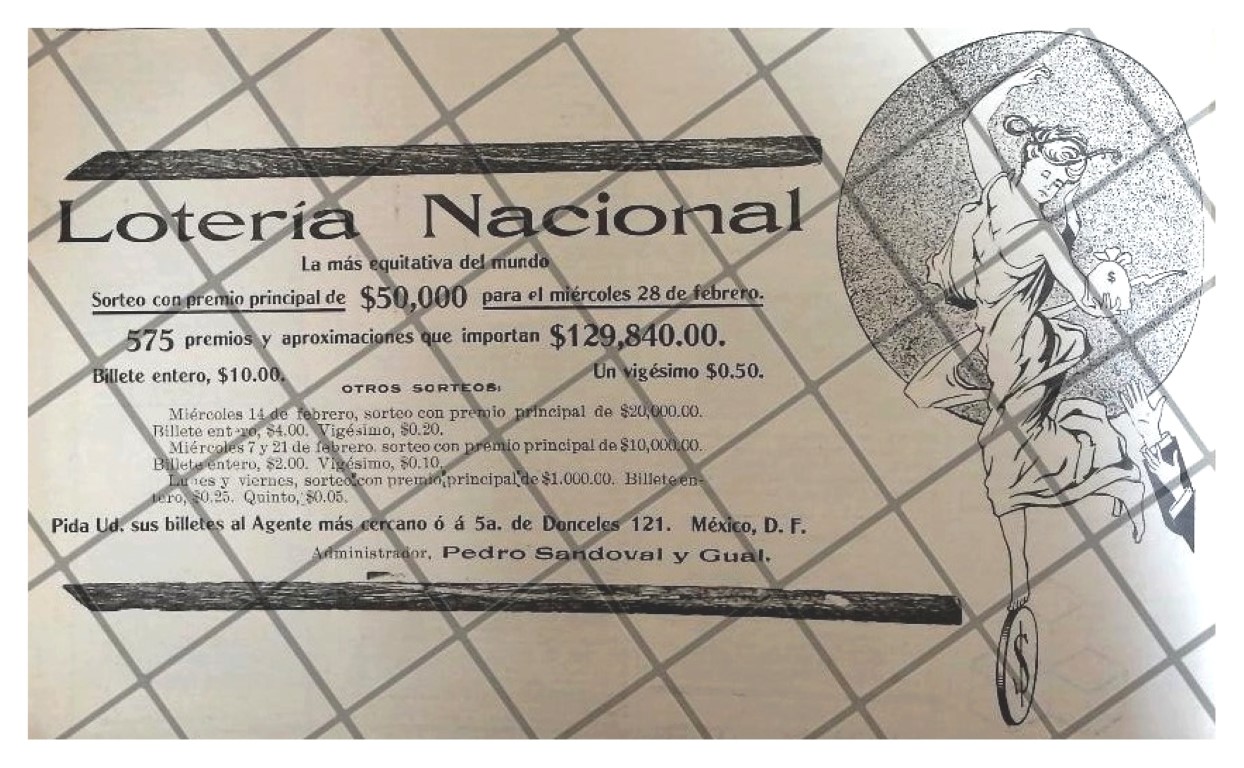 Lotería Nacional
La más equitativa del mundo
Sorteo con premio principal de $50,000 para el miércoles 28 de febrero.
575 premios y aproximaciones que importan $129,840.00.
Billete entero, $10.00. Un vigésimo $0.50.
OTROS SORTEOS:
Miércoles 14 de febrero, sorteo con premio principal de $20,000.00.
Billete entero, $4.00. Vigésimo, $0.20.
Miércoles 7 y 21 de febrero. sorteo con premio principal de $10,000.00.
Billete entero, $2.00. Vigésimo, $0.10.
Lunes y viernes, sorteo con premio principal de $1.000.00. Billete en-
tero, $0.25. Quinto, $0.05.
Pida Ud. sus billetes al Agente más cercano ó á 5a. de Donceles 121. México, D. F.
Administrador, Pedro Sandoval y Gual.
$
$